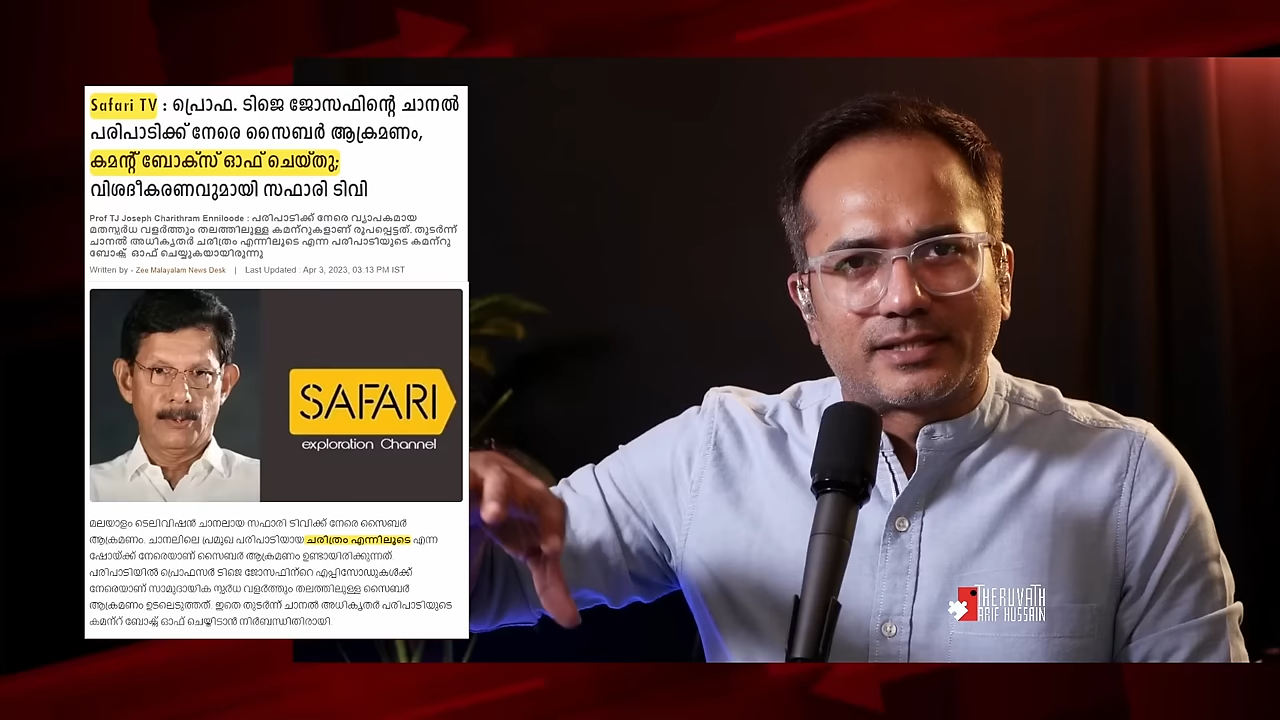 Safari TV : പ്രൊഫ. ടിജെ ജോസഫിന്റെ ചാനൽ
പരിപാടിക്ക് നേരെ സൈബർ ആക്രമണം,
കമന്റ് ബോക്സ് ഓഫ് ചെയ്തു;
വിശദീകരണവുമായി സഫാരി ടിവി
Prof TJ Joseph Charithram Enniloode : പരിപാടിക്ക് നേരെ വ്യാപകമായ
മതസ്പർധ വളർത്തും തലത്തിലുള്ള കമന്റുകളാണ് രൂപപ്പെട്ടത്. തുടർന്ന്
ചാനൽ അധികൃതർ ചരിത്രം എന്നിലൂടെ എന്ന പരിപാടിയുടെ കമന്റു
ബോക്സ് ഓഫ് ചെയ്യുകയായിരുന്നു
Written by - Zee Malayalam News Desk | Last Updated : Apr 3, 2023, 03:13 PM IST
SAFARI
exploration Channel
മലയാളം ടെലിവിഷൻ ചാനലായ സഫാരി ടിവിക്ക് നേരെ സൈബർ
ആക്രമണം. ചാനലിലെ പ്രമുഖ പരിപാടിയായ ചരിത്രം എന്നിലൂടെ എന്ന
ഷോയ്ക്ക് നേരെയാണ് സൈബർ ആക്രമണം ഉണ്ടായിരിക്കുന്നത്.
പരിപാടിയിൽ പ്രൊഫസർ ടിജെ ജോസഫിന്റെ എപ്പിസോഡുകൾക്ക്
നേരെയാണ് സാമുദായിക സ്പർധ വളർത്തും തലത്തിലുള്ള സൈബർ
ആക്രമണം ഉടലെടുത്തത്. ഇതെ തുടർന്ന് ചാനൽ അധികൃതർ പരിപാടിയുടെ
കമന്റ് ബോക്സ് ഓഫ് ചെയ്യിടാൻ നിർബന്ധിതിരായി.
THERUVATH
ARIF HUSSAIN